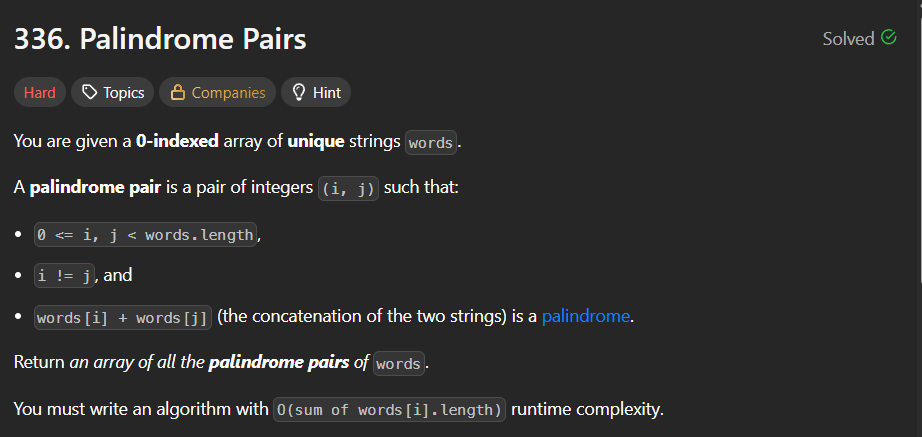 336. Palindrome Pairs
Solved
Hard Topics Companies Hint
You are given a 0-indexed array of unique strings words.
A palindrome pair is a pair of integers (i, j) such that:
• 0 <= i, j < words.length,
• i != j, and
• words[i] + words[j] (the concatenation of the two strings) is a palindrome.
Return an array of all the palindrome pairs of words.
You must write an algorithm with O(sum of words[i].length) runtime complexity.